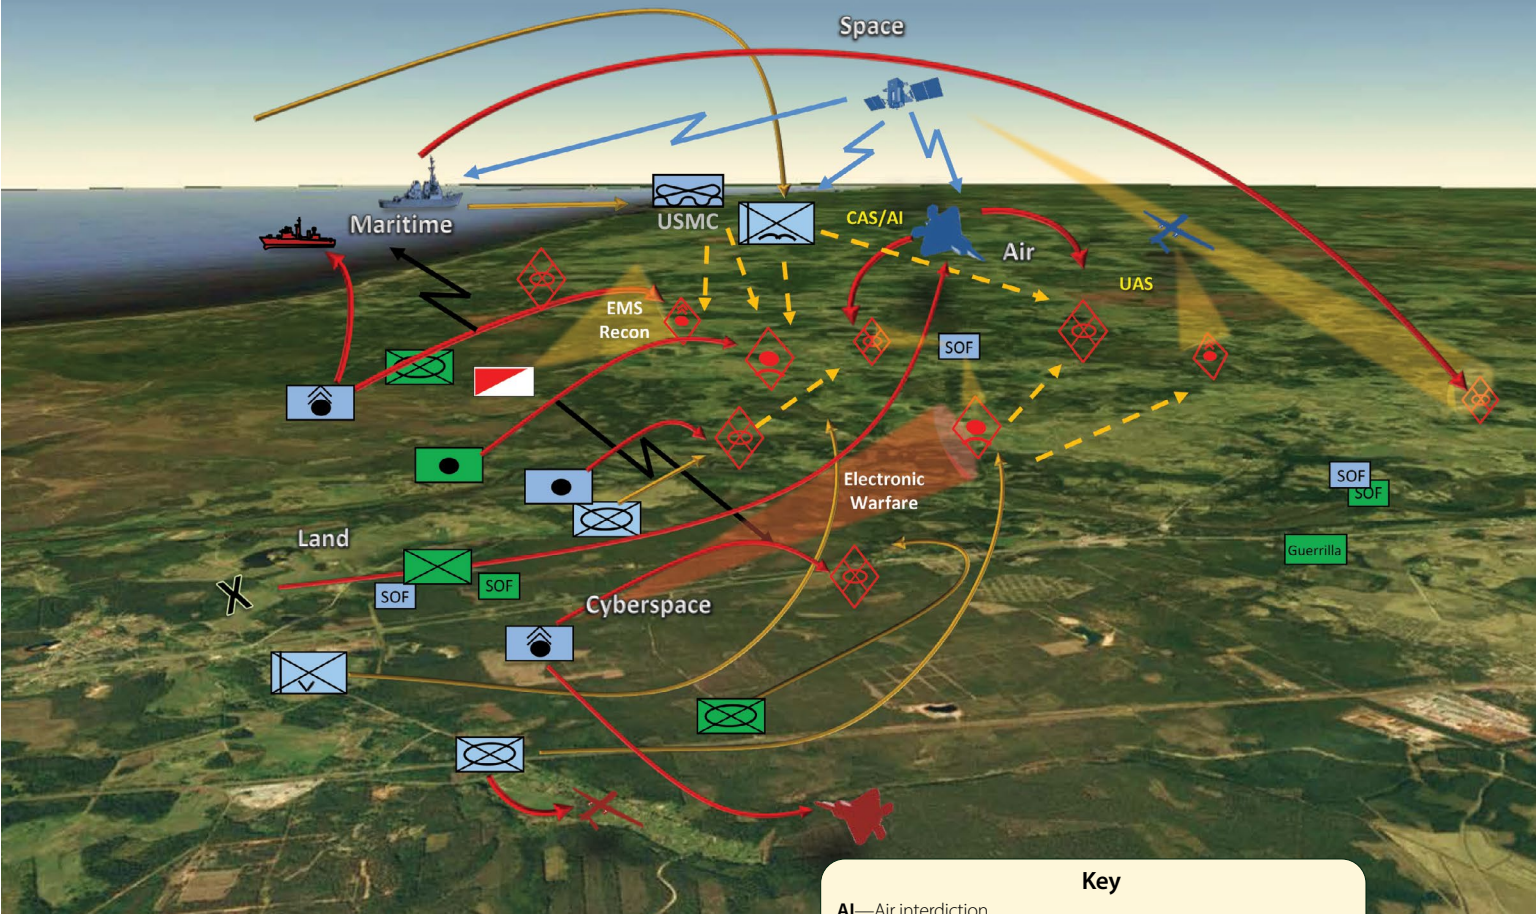 Space
USMC
Maritime
CAS/AI
Air
UAS
EMS
Recon
SOF
Electronic
Warfare
SOF
SOF
Land
Guerrilla
SOF
SOF
Cyberspace
Key
AI—Air interdiction